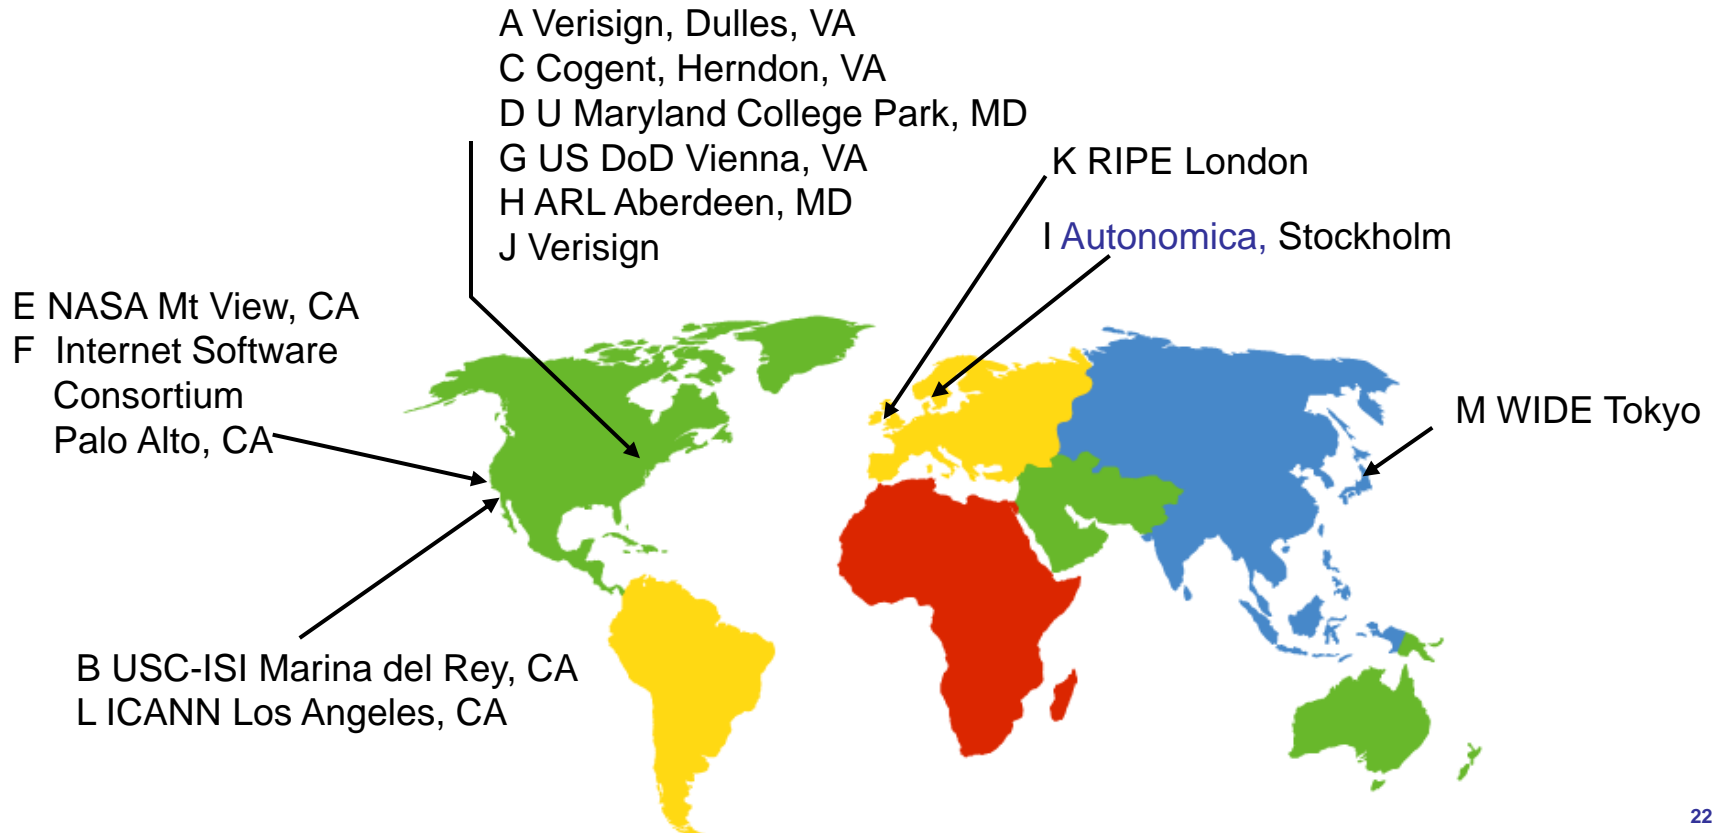 A Verisign, Dulles, VA
C Cogent, Herndon, VA
D U Maryland College Park, MD
G US DoD Vienna, VA
H ARL Aberdeen, MD
J Verisign
K RIPE London
I Autonomica, Stockholm
E NASA Mt View, CA
F Internet Software
Consortium
Palo Alto, CA
M WIDE Tokyo
B USC-ISI Marina del Rey, CA
L ICANN Los Angeles, CA
22